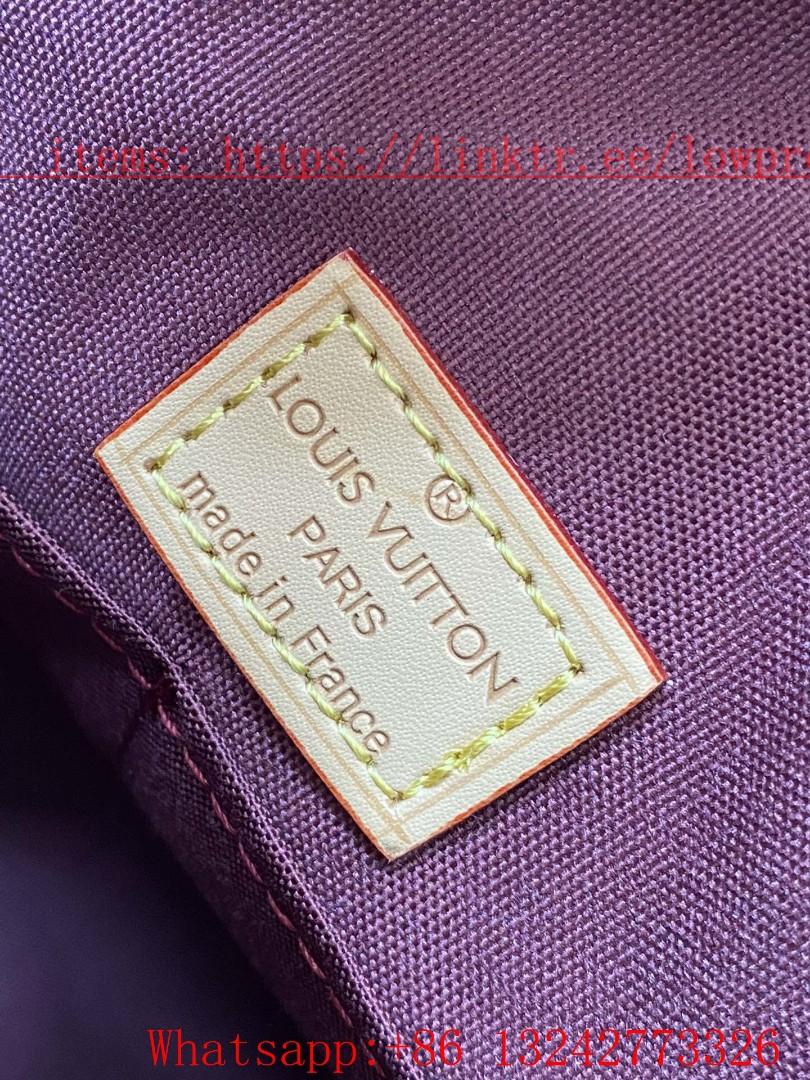 items: https://linktr.ee/lowpr
®
LOUIS VUITTON
PARIS
made in France
Whatsapp:+86 13242773326